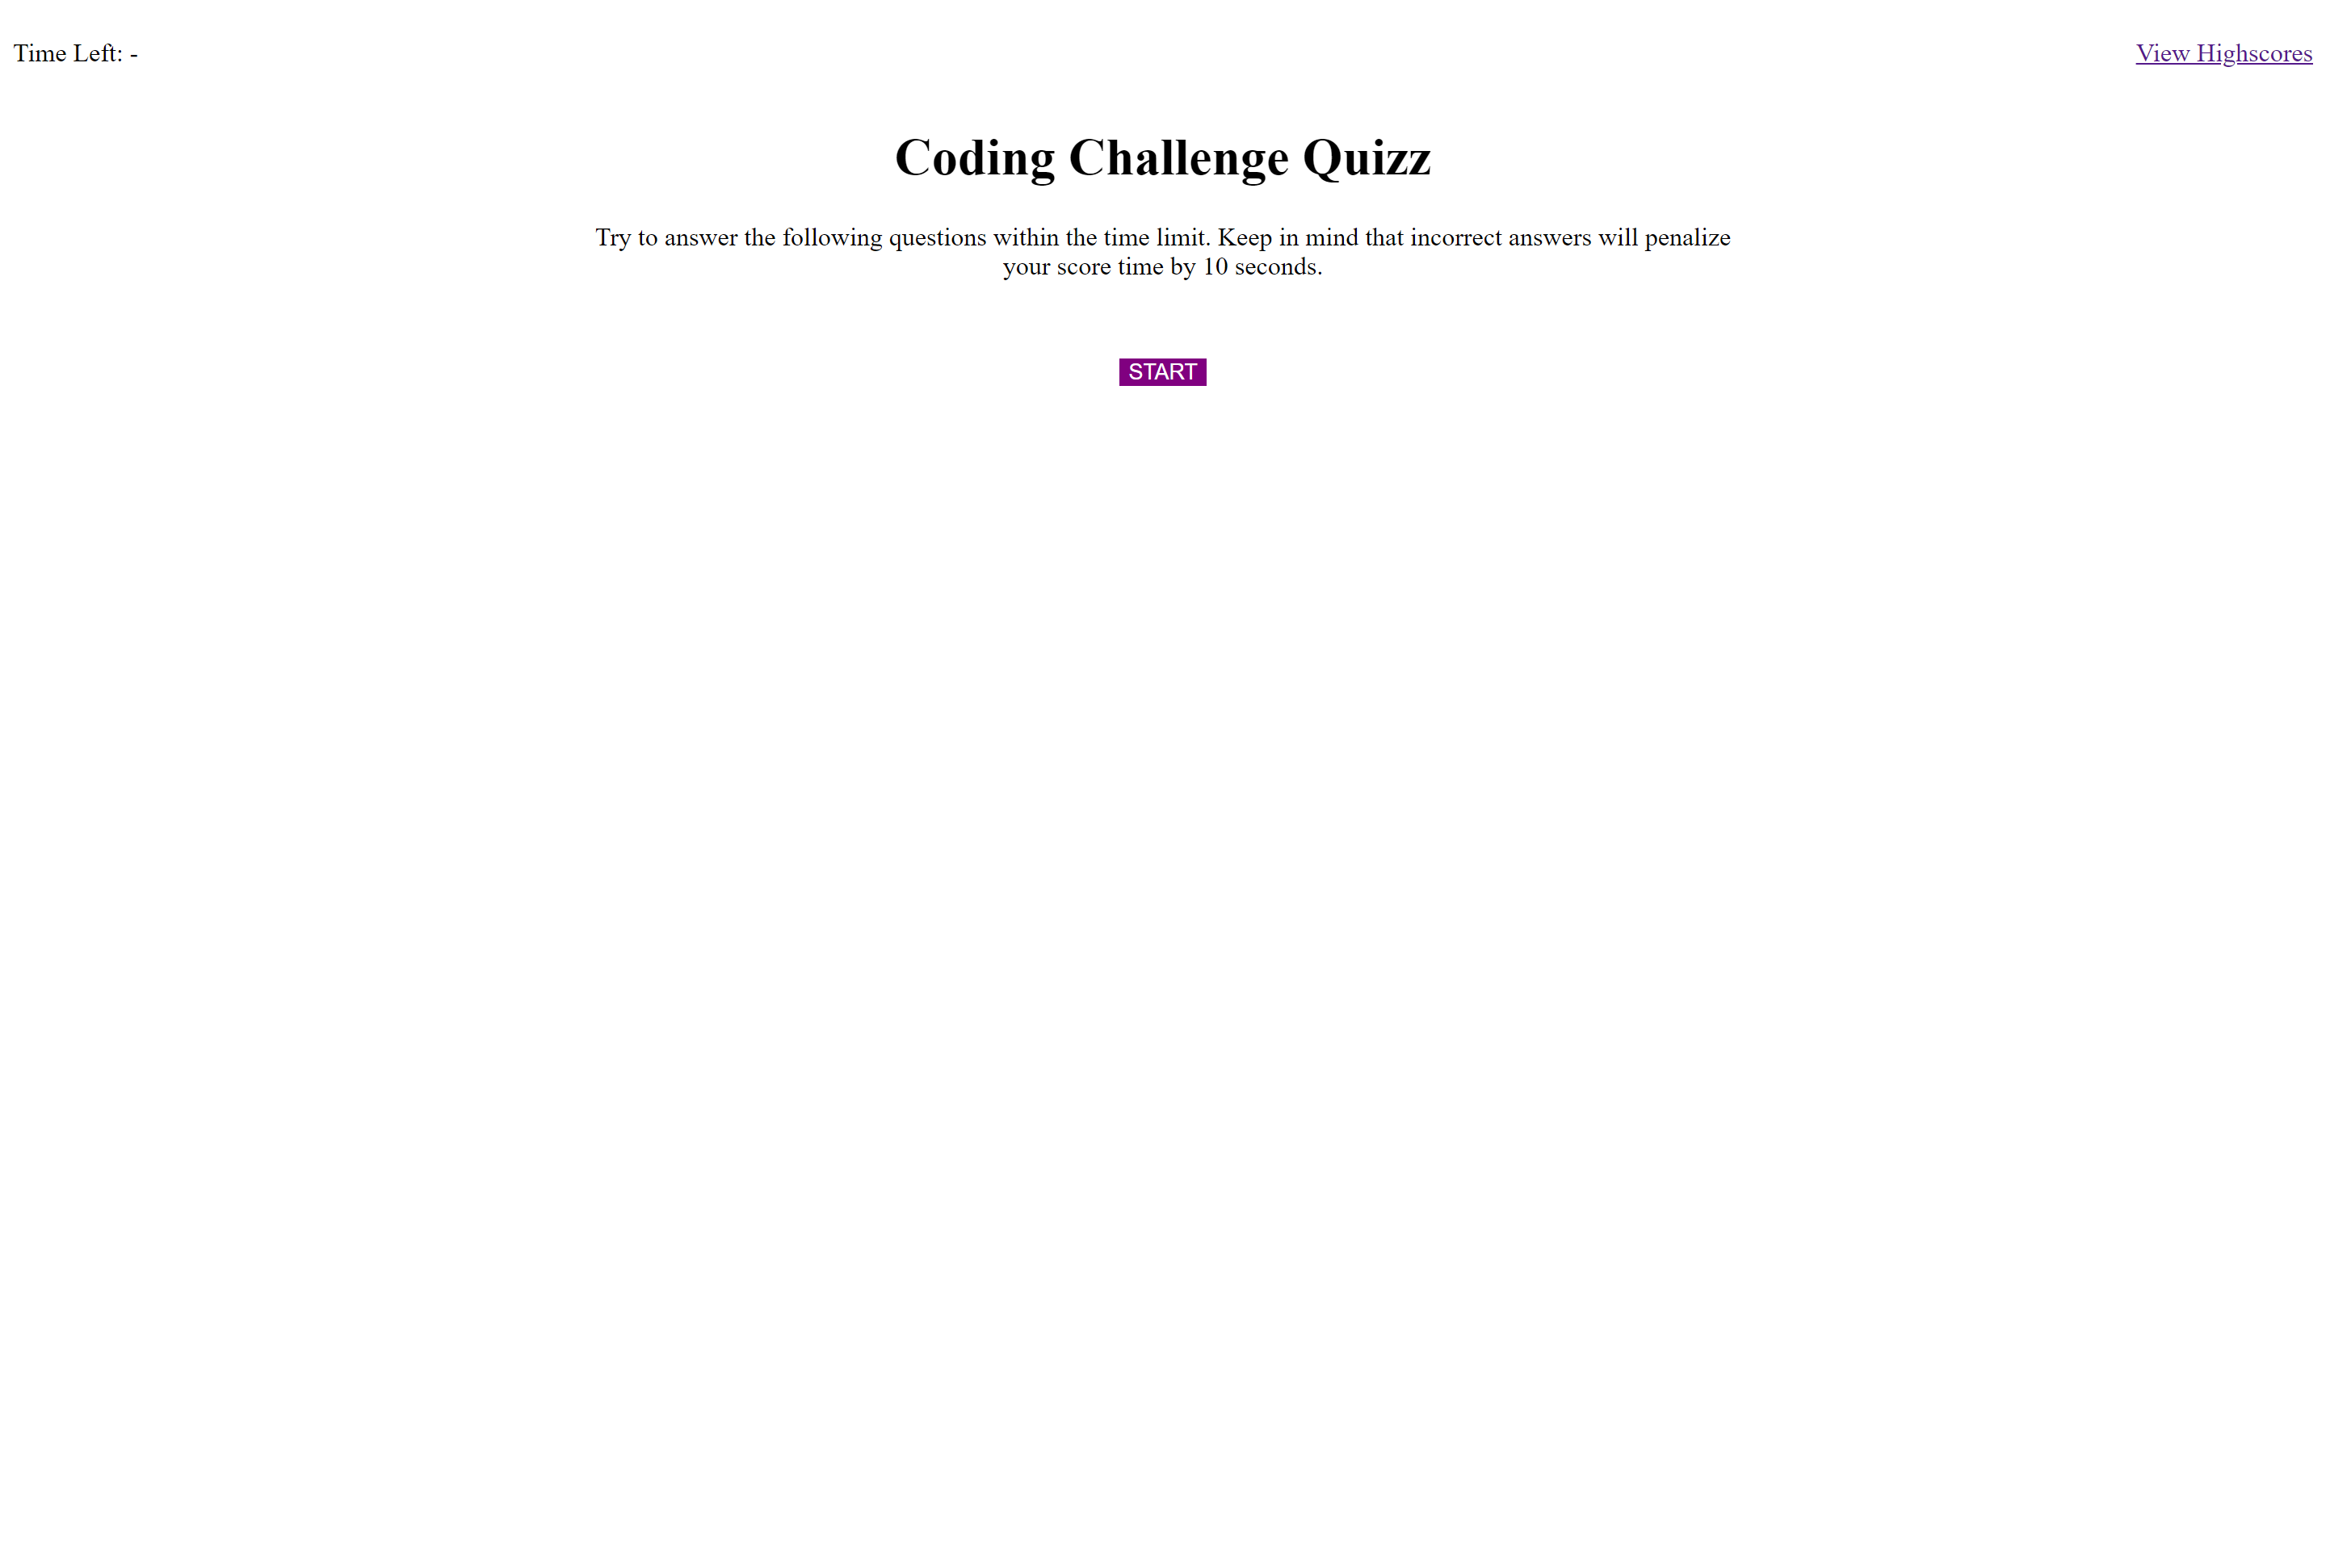 Time Left: -
View Highscores
Coding Challenge Quizz
Try to answer the following questions within the time limit. Keep in mind that incorrect answers will penalize
your score time by 10 seconds.
START